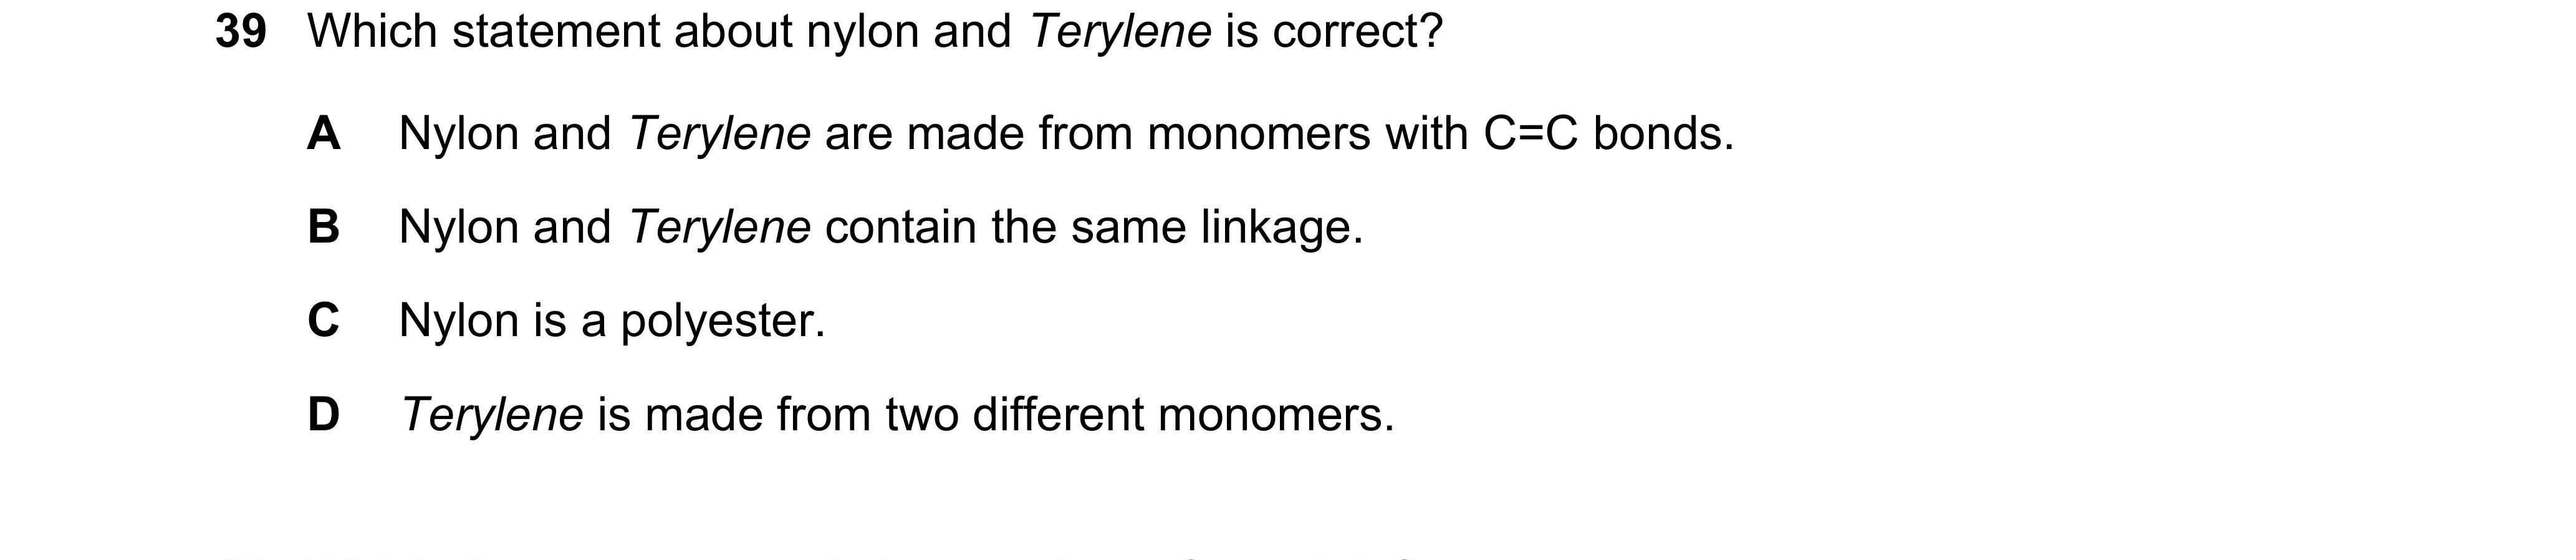 39 Which statement about nylon and Terylene is correct?
A Nylon and Terylene are made from monomers with C=C bonds.
B Nylon and Terylene contain the same linkage.
C Nylon is a polyester.
D Terylene is made from two different monomers.